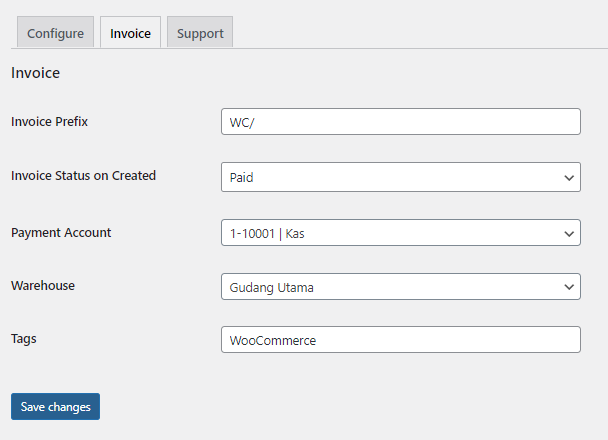 Configure Invoice Support
Invoice
Invoice Prefix WC/
Invoice Status on Created Paid
Payment Account 1-10001 | Kas
Warehouse Gudang Utama
Tags WooCommerce
Save changes